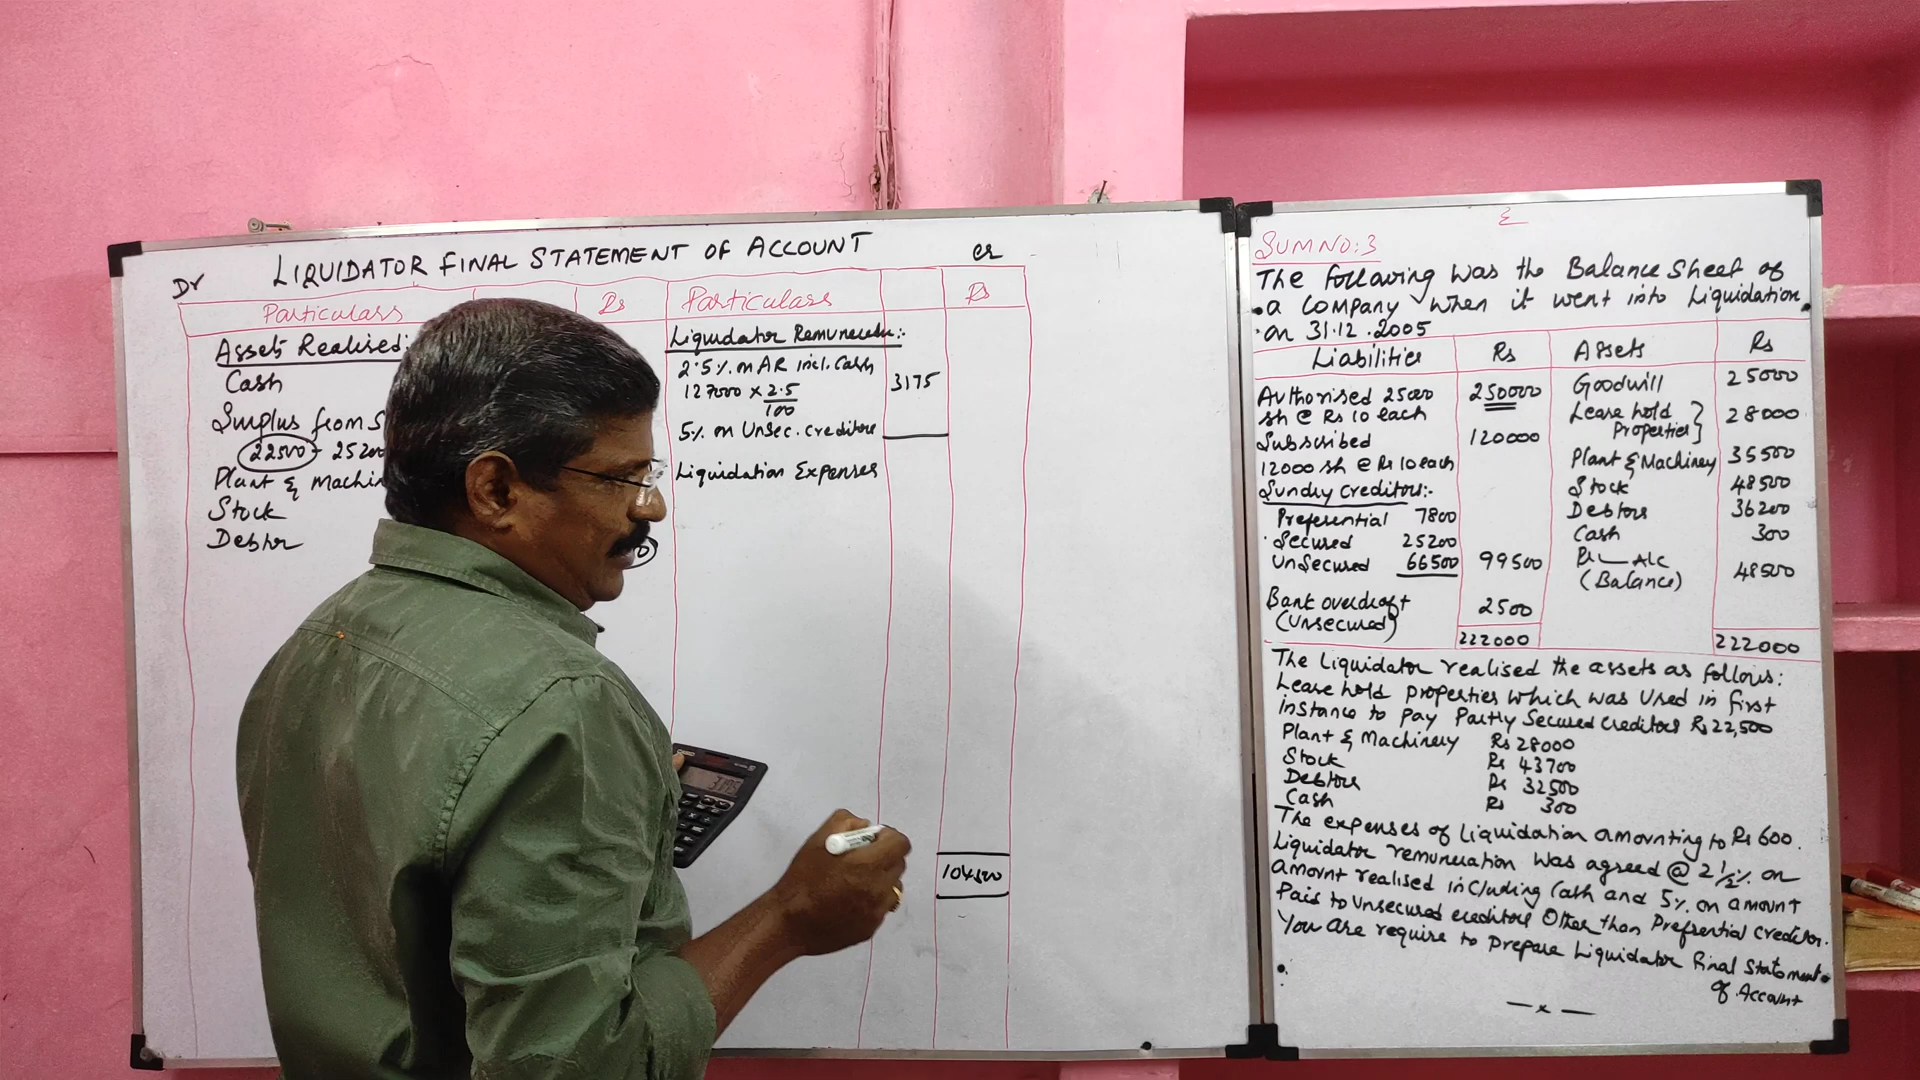 LIQUIDATOR FINAL STATEMENT OF ACCOUNT
Dr
cr
Particulars Rs Particulars Rs
Assets Realised:
Cash
Surplus from S
22500 - 25200
Plant & machin
Stock
Debtor
Liquidator Remuneratn:-
2.5% on AR incl. Cash
127000 x 2.5
100
3175
5% on Unsec. creditors
Liquidation Expenses
104500
3175
SUM NO: 3
The following was the Balance Sheet of
a company when it went into Liquidation
on 31.12.2005
Liabilities Rs Assets Rs
Authorised 25000 250000 Goodwill 25000
sh @ Rs 10 each Lease hold 28000
Properties
Subscribed 120000
12000 sh @ Rs 10 each Plant & Machinery 35500
Sundry Creditors:- Stock 48500
Preferential 7800 Debtors 36200
Secured 25200 Cash 300
Unsecured 66500 99500 P L A/c
(Balance) 48500
Bank overdraft 2500
(Unsecured)
222000 222000
The Liquidator realised the assets as follows:
Lease hold properties which was Used in first
instance to pay Partly Secured Creditors Rs 22,500
Plant & Machinery Rs 28000
Stock Rs 43700
Debtors Rs 32500
Cash Rs 300
The expenses of Liquidation amounting to Rs 600.
Liquidator remuneration was agreed @ 2 1/2% on
amount realised including Cash and 5% on amount
Paid to Unsecured creditors Other than Prefrential Creditor.
You are require to prepare Liquidator Final Statement
of Account
— x —